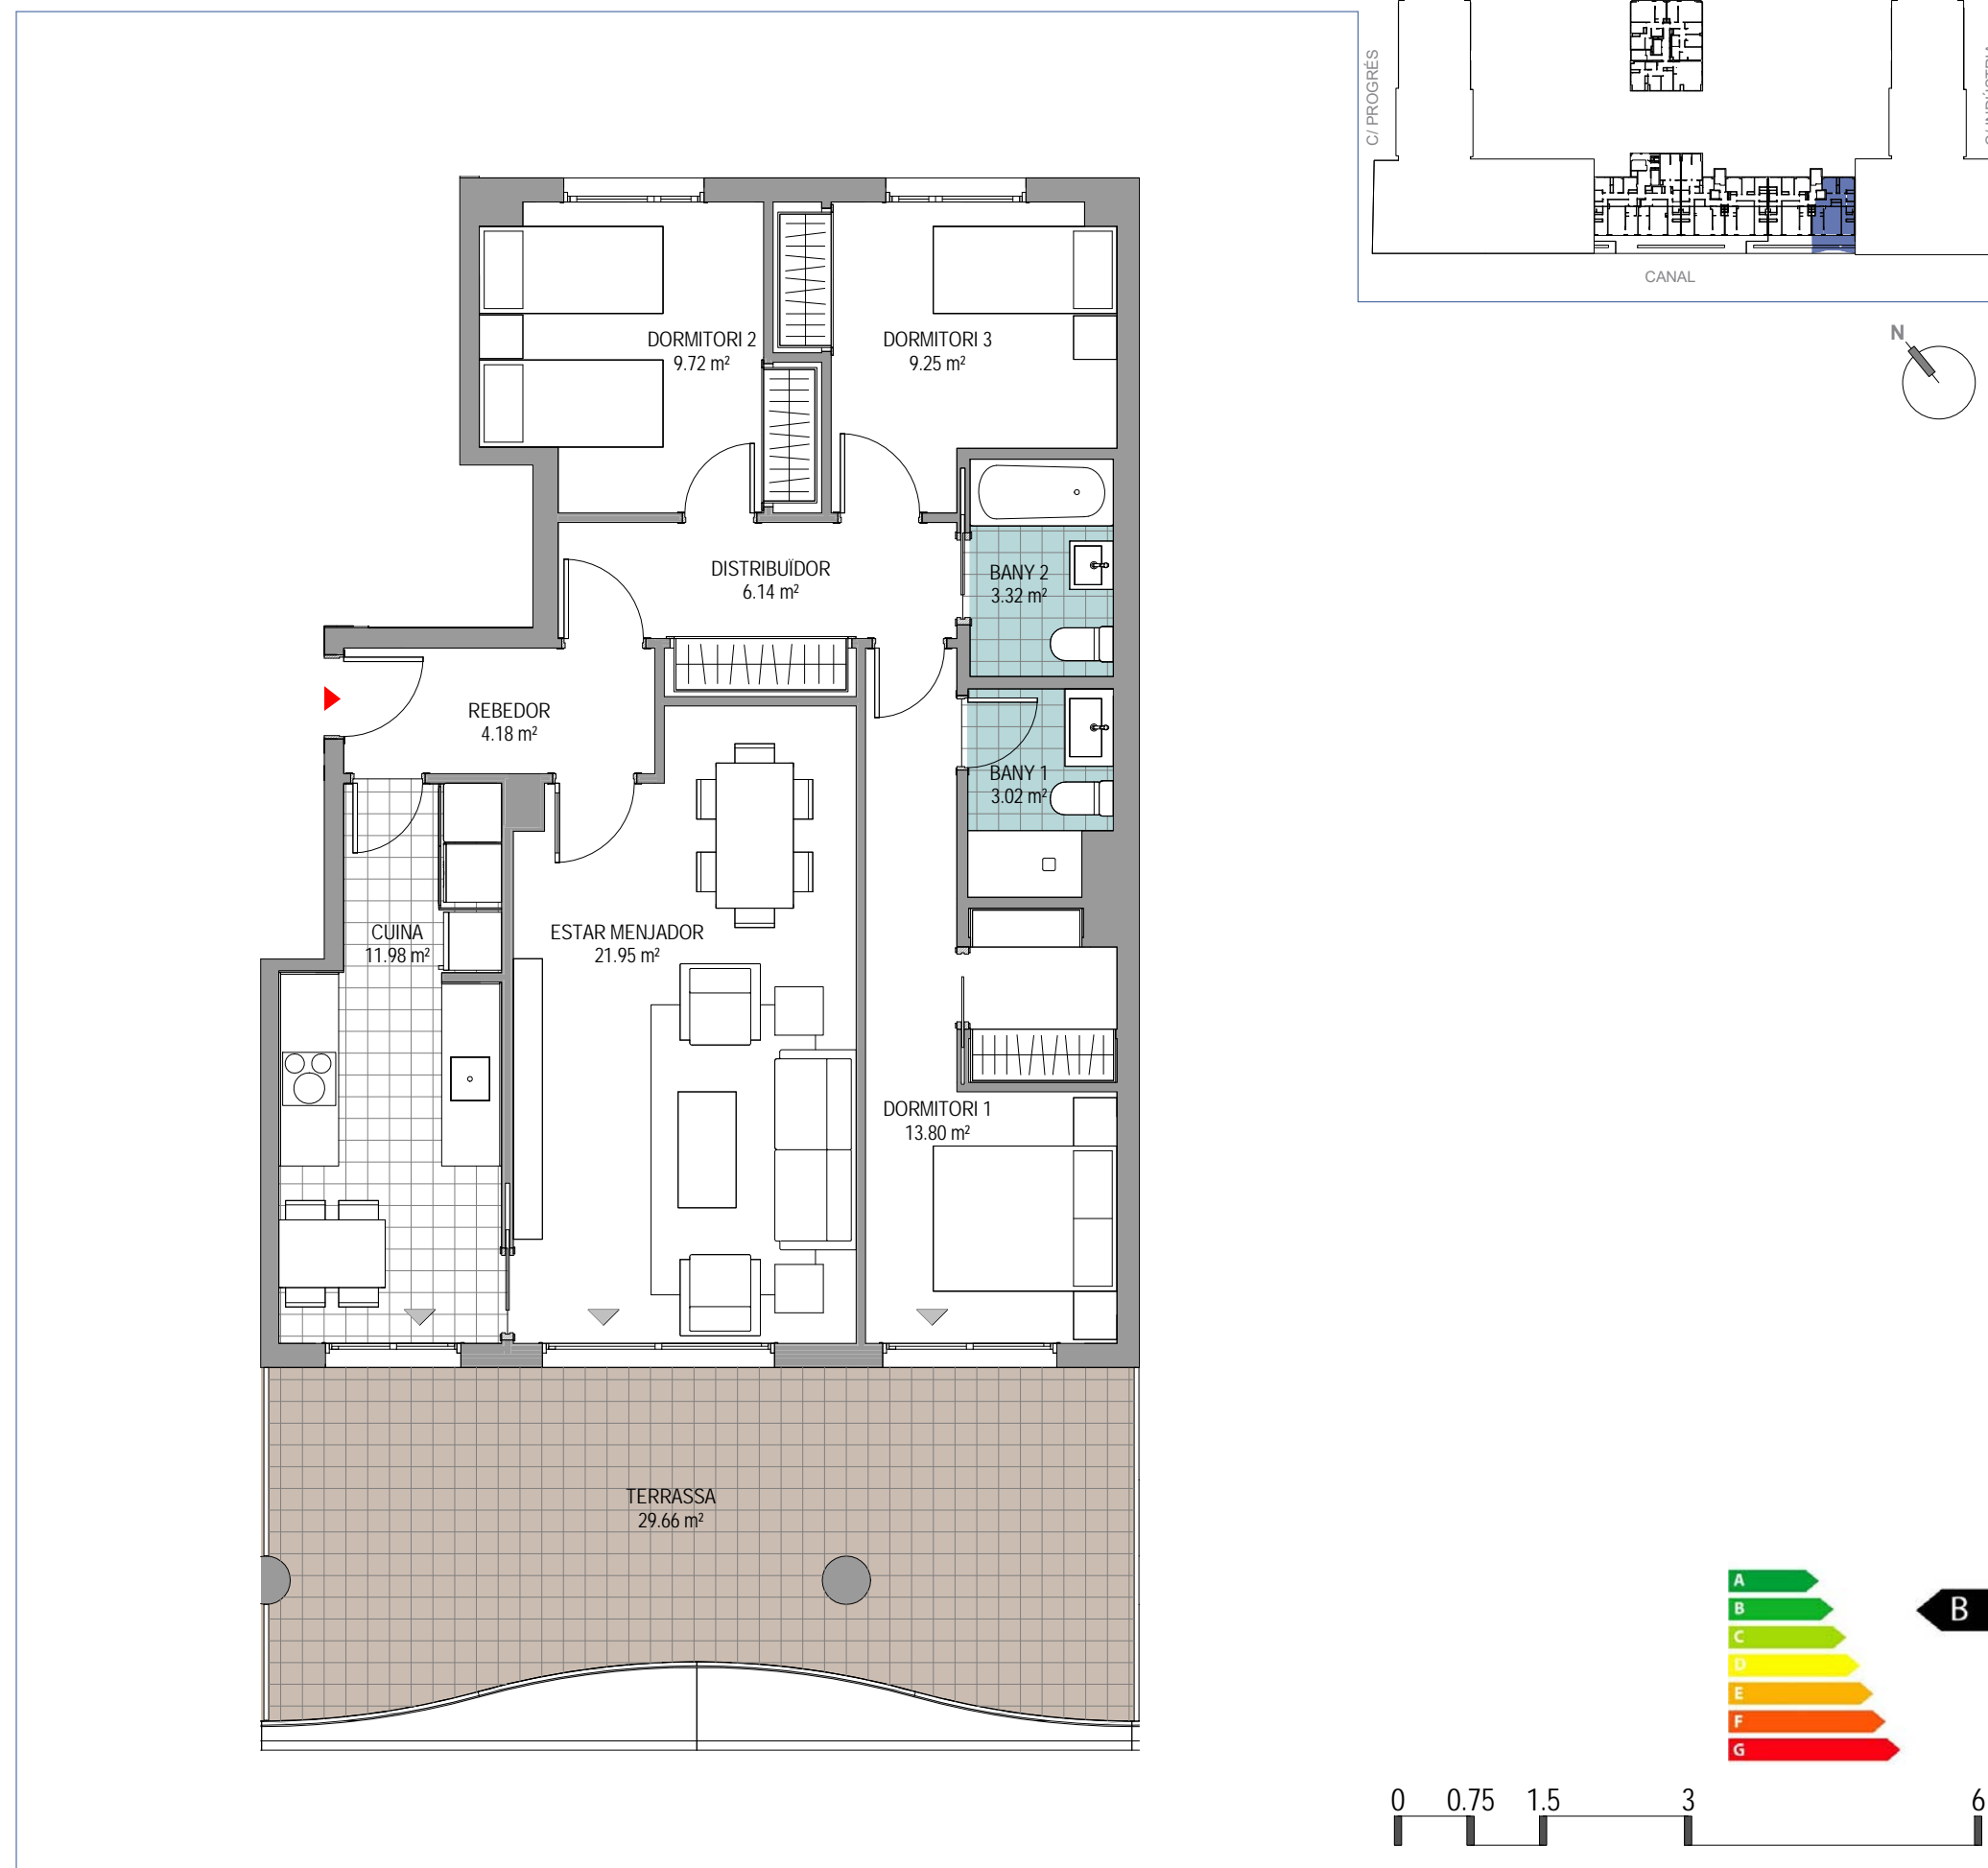 C/ PROGRÉS
CANAL
N
DORMITORI 2
9.72 m²
DORMITORI 3
9.25 m²
DISTRIBUÏDOR
6.14 m²
BANY 2
3.32 m²
REBEDOR
4.18 m²
BANY 1
3.02 m²
CUINA
11.98 m²
ESTAR MENJADOR
21.95 m²
DORMITORI 1
13.80 m²
TERRASSA
29.66 m²
A
B
C
D
E
F
G
B
0 0.75 1.5 3 6